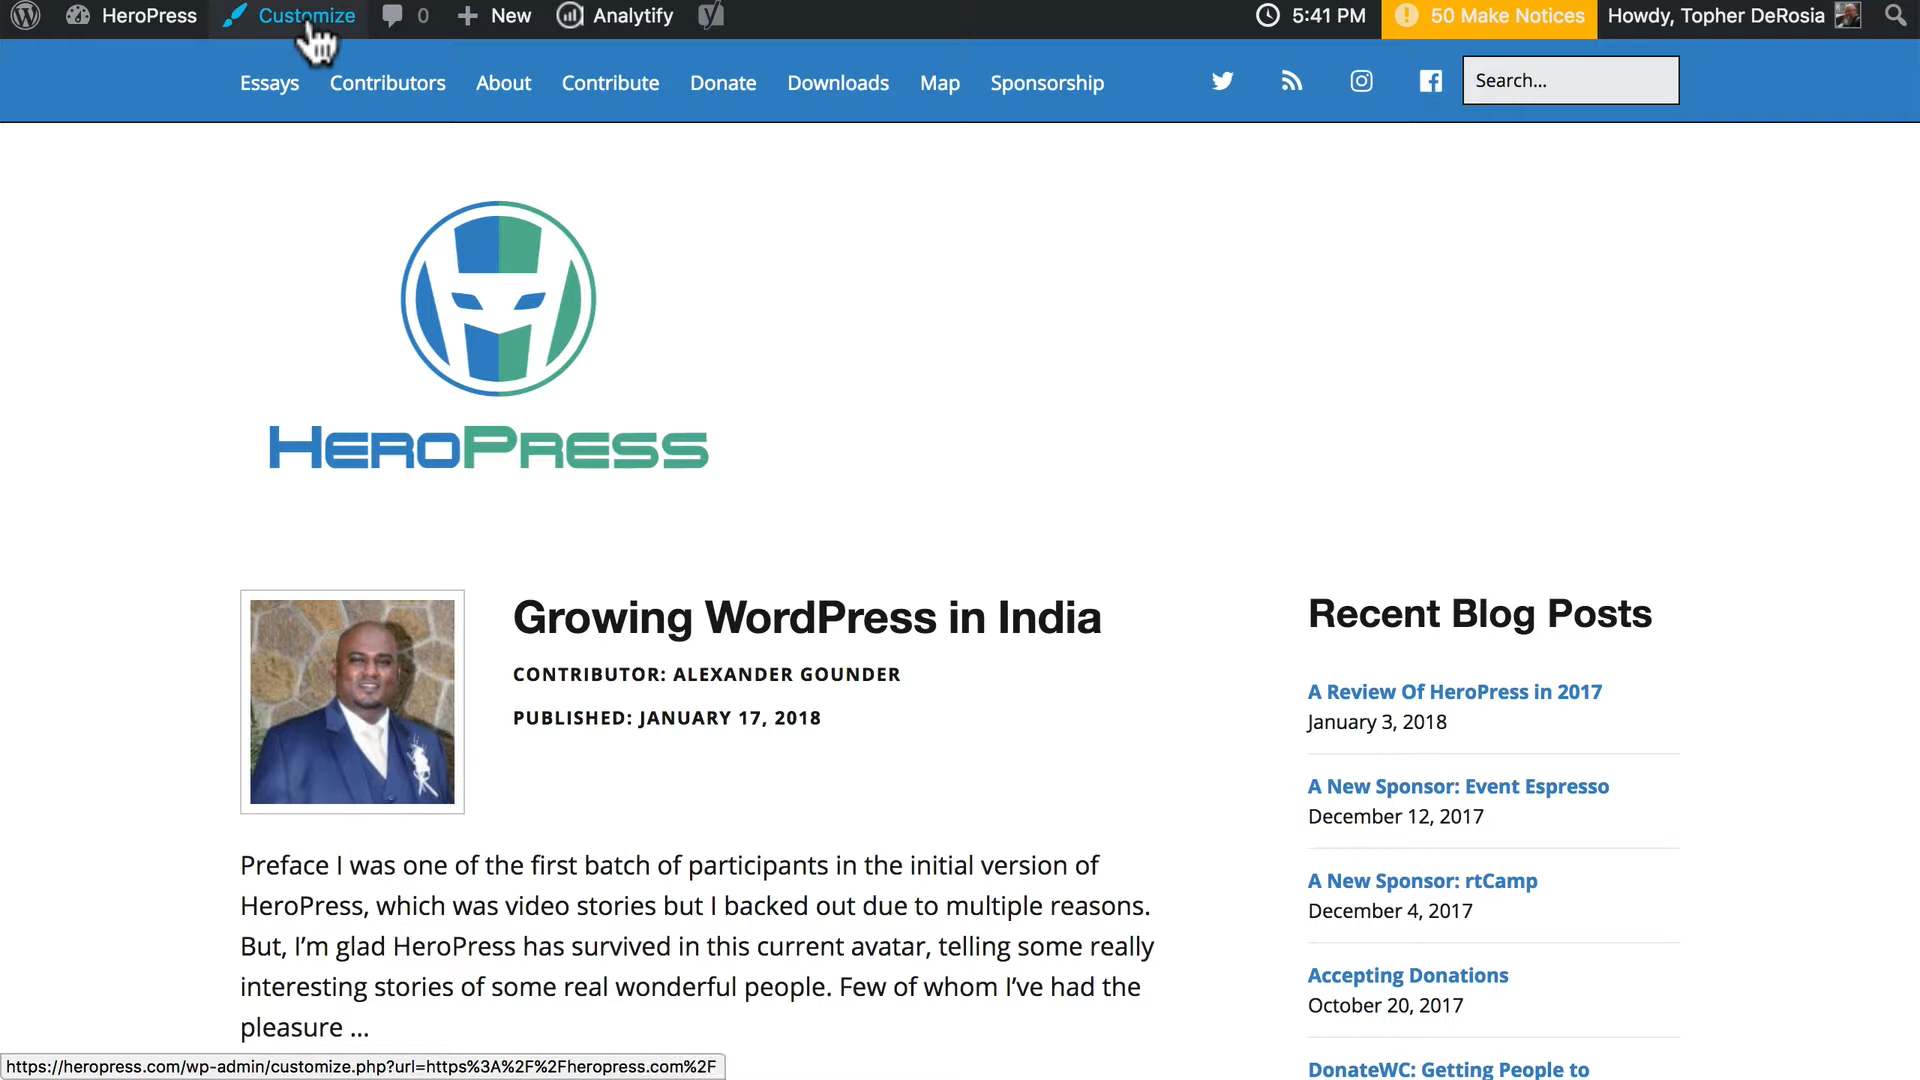 HeroPress Customize 0 New Analytify 5:41 PM 50 Make Notices Howdy, Topher DeRosia
Essays Contributors About Contribute Donate Downloads Map Sponsorship Search...
HEROPRESS
Growing WordPress in India
CONTRIBUTOR: ALEXANDER GOUNDER
PUBLISHED: JANUARY 17, 2018
Preface I was one of the first batch of participants in the initial version of
HeroPress, which was video stories but I backed out due to multiple reasons.
But, I’m glad HeroPress has survived in this current avatar, telling some really
interesting stories of some real wonderful people. Few of whom I’ve had the
pleasure ...
Recent Blog Posts
A Review Of HeroPress in 2017
January 3, 2018
A New Sponsor: Event Espresso
December 12, 2017
A New Sponsor: rtCamp
December 4, 2017
Accepting Donations
October 20, 2017
DonateWC: Getting People to
https://heropress.com/wp-admin/customize.php?url=https%3A%2F%2Fheropress.com%2F